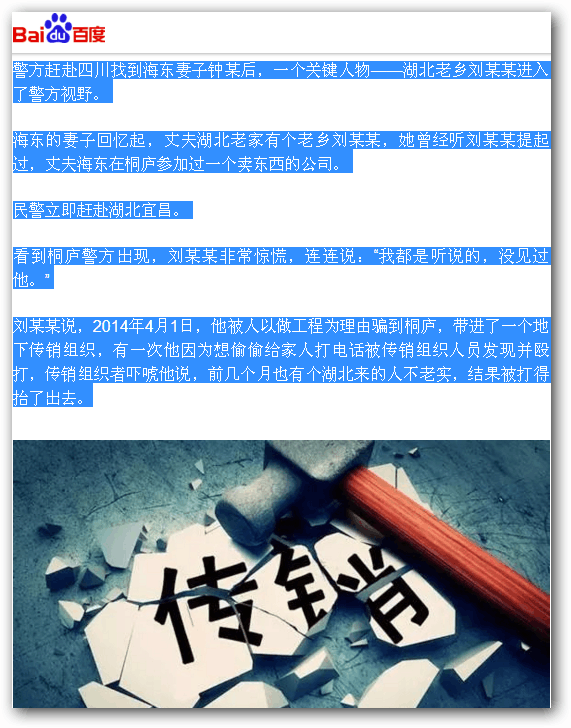 Bai du 百度
警方赶赴四川找到海东妻子钟某后，一个关键人物——湖北老乡刘某某进入
了警方视野。
海东的妻子回忆起，丈夫湖北老家有个老乡刘某某，她曾经听刘某某提起
过，丈夫海东在桐庐参加过一个卖东西的公司。
民警立即赶赴湖北宜昌。
看到桐庐警方出现，刘某某非常惊慌，连连说：“我都是听说的，没见过
他。”
刘某某说，2014年4月1日，他被人以做工程为理由骗到桐庐，带进了一个地
下传销组织，有一次他因为想偷偷给家人打电话被传销组织人员发现并殴
打，传销组织者吓唬他说，前几个月也有个湖北来的人不老实，结果被打得
抬了出去。
传销